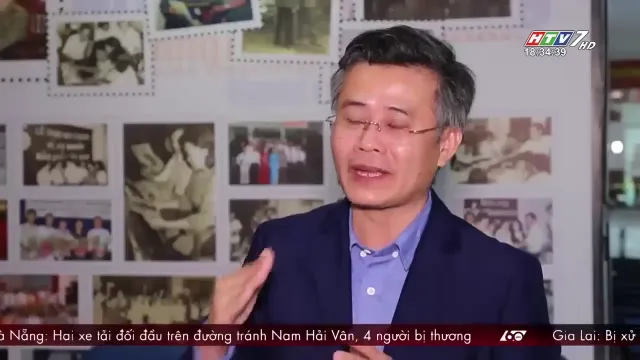 HTV7 HD
18:34:39
à Nẵng: Hai xe tải đối đầu trên đường tránh Nam Hải Vân, 4 người bị thương
60
Gia Lai: Bị xử